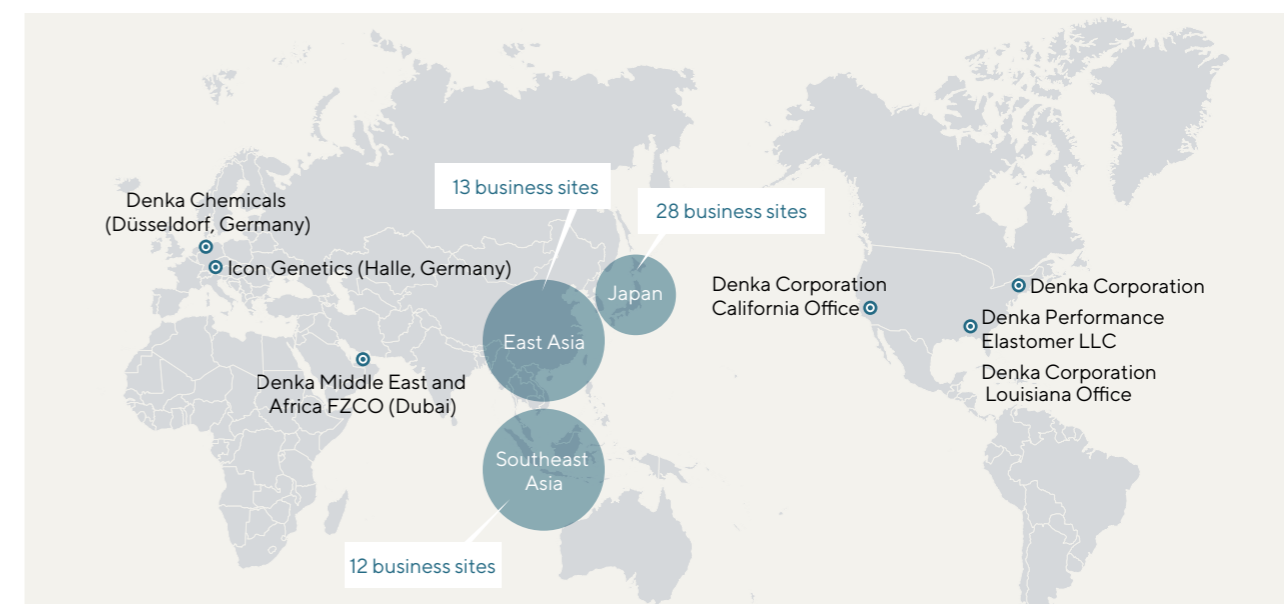 13 business sites
28 business sites
Denka Chemicals
(Düsseldorf, Germany)
Icon Genetics (Halle, Germany)
Japan
East Asia
Denka Middle East and
Africa FZCO (Dubai)
Southeast
Asia
12 business sites
Denka Corporation
California Office
Denka Corporation
Denka Performance
Elastomer LLC
Denka Corporation
Louisiana Office